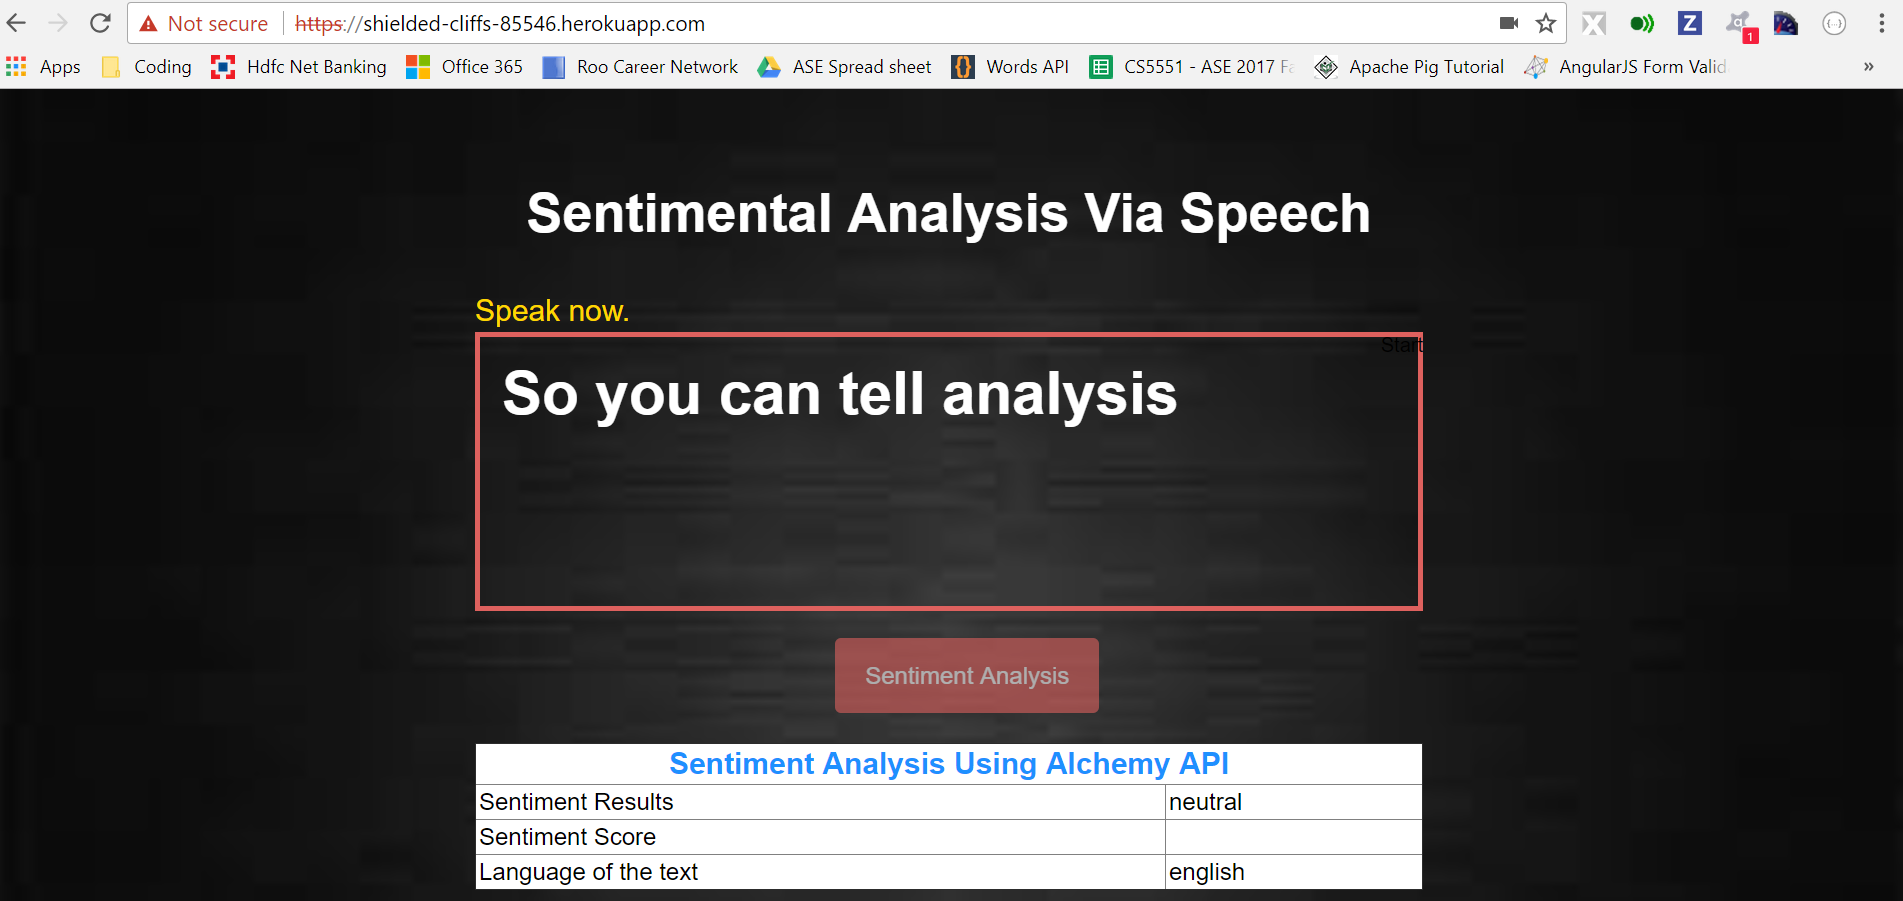 Not secure https://shielded-cliffs-85546.herokuapp.com
Z
1
{...}
Apps Coding Hdfc Net Banking Office 365 Roo Career Network ASE Spread sheet Words API CS5551 - ASE 2017 Fa Apache Pig Tutorial AngularJS Form Valid »
Sentimental Analysis Via Speech
Speak now.
Start
So you can tell analysis
Sentiment Analysis
Sentiment Analysis Using Alchemy API
Sentiment Results neutral
Sentiment Score
Language of the text english